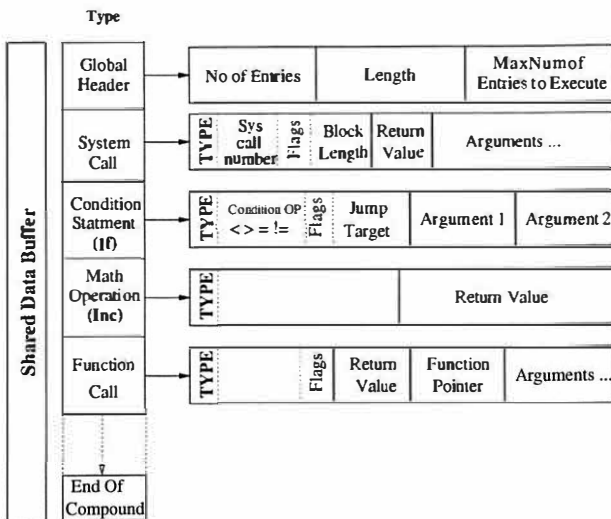 Type
Shared Data Buffer
Global
Header
No of Entries
Length
MaxNumof
Entries to Execute
System
Call
TYPE
Sys
call
number
Flags
Block
Length
Return
Value
Arguments ...
Condition
Statment
(If)
TYPE
Condition OP
< > = !=
Flags
Jump
Target
Argument 1
Argument 2
Math
Operation
(Inc)
TYPE
Return Value
Function
Call
TYPE
Flags
Return
Value
Function
Pointer
Arguments ...
End Of
Compound